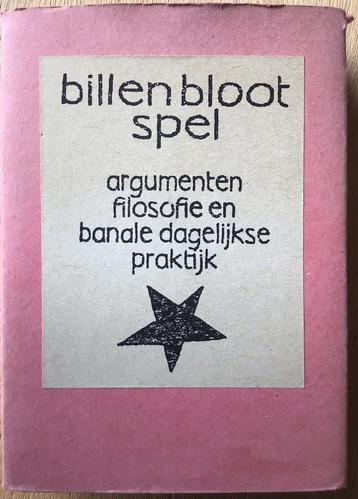 billen bloot
spel
argumenten
filosofie en
banale dagelijkse
praktijk